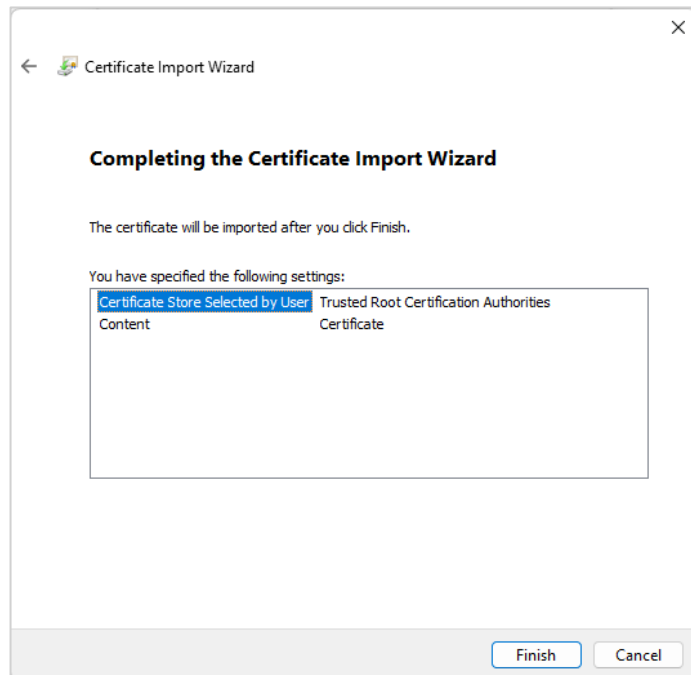 Certificate Import Wizard
Completing the Certificate Import Wizard
The certificate will be imported after you click Finish.
You have specified the following settings:
Certificate Store Selected by User Trusted Root Certification Authorities
Content Certificate
Finish Cancel